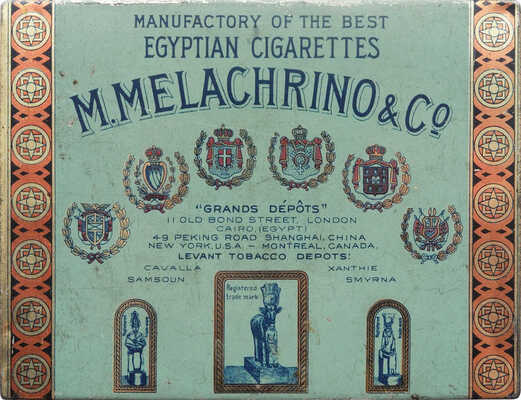 MANUFACTORY OF THE BEST
EGYPTIAN CIGARETTES
M. MELACHRINO & Co
"GRANDS DÉPÔTS"
11 OLD BOND STREET, LONDON
CAIRO, (EGYPT)
49 PEKING ROAD SHANGHAI, CHINA
NEW YORK. U.S.A – MONTREAL, CANADA.
LEVANT TOBACCO DEPOTS:
CAVALLA XANTHIE
SAMSOUN SMYRNA
Registered
trade mark